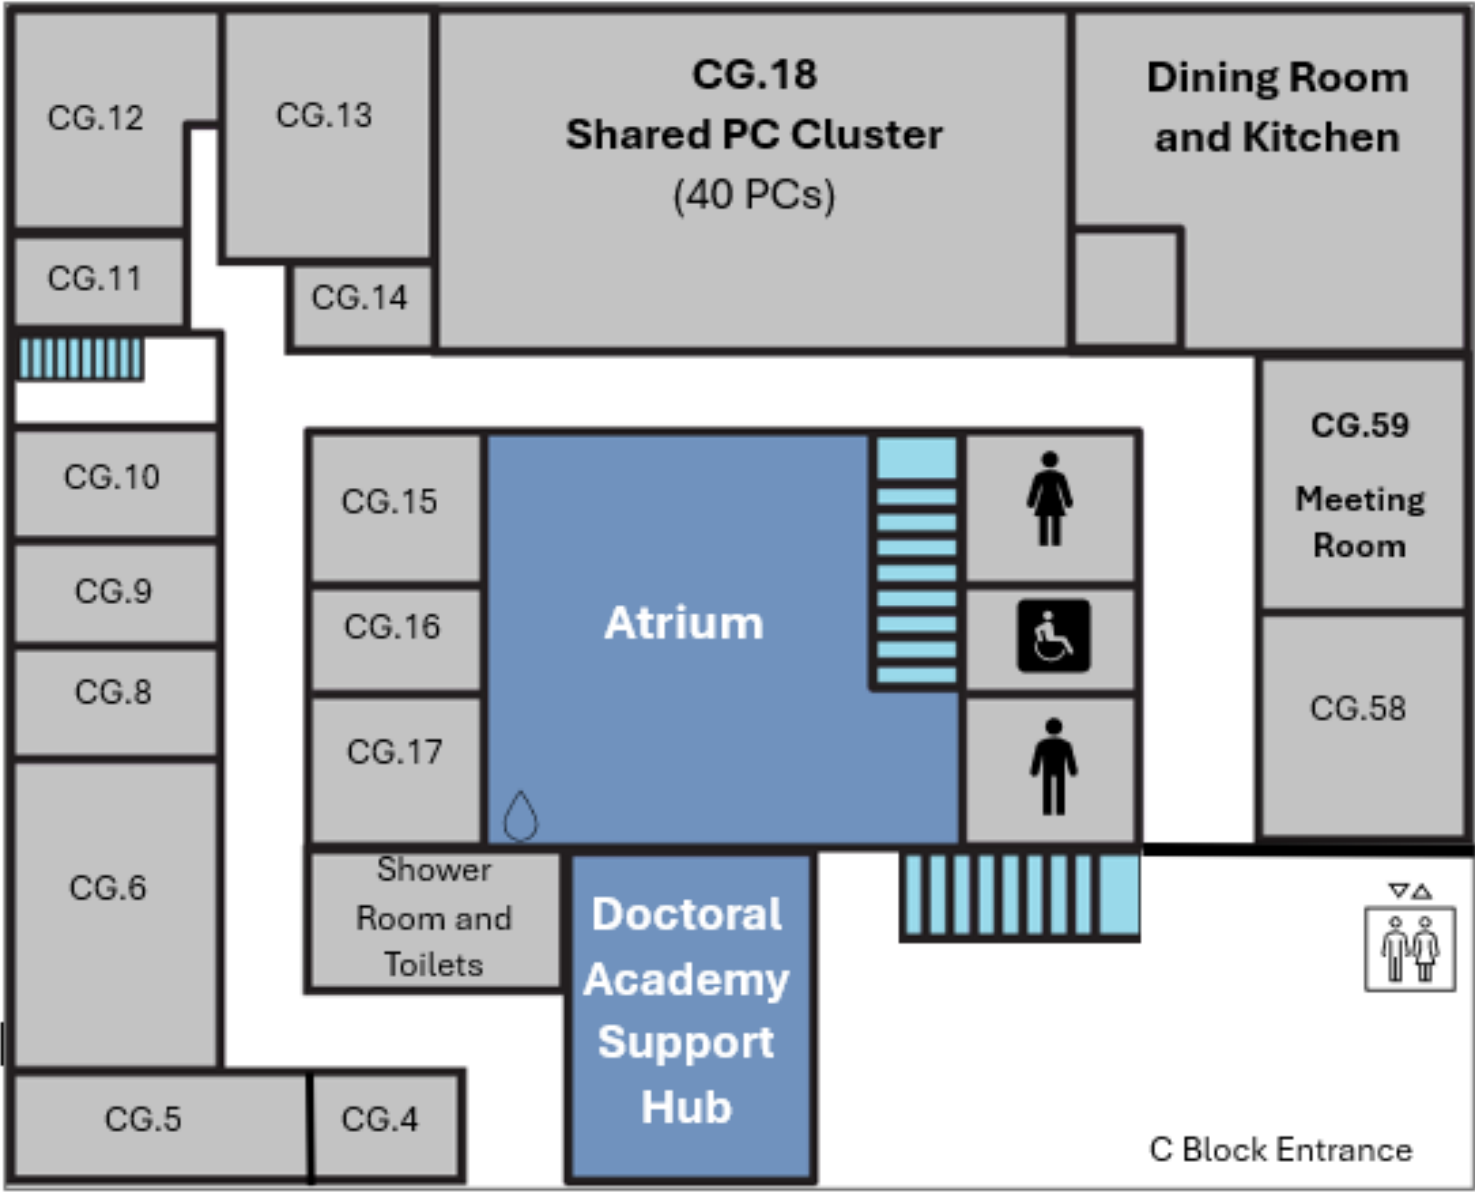 CG.12
CG.13
CG.18
Shared PC Cluster
(40 PCs)
Dining Room
and Kitchen
CG.11
CG.14
CG.59
Meeting
Room
CG.10
CG.15
CG.9
CG.16
Atrium
CG.8
CG.17
CG.58
CG.6
Shower
Room and
Toilets
Doctoral
Academy
Support
Hub
CG.5
CG.4
C Block Entrance